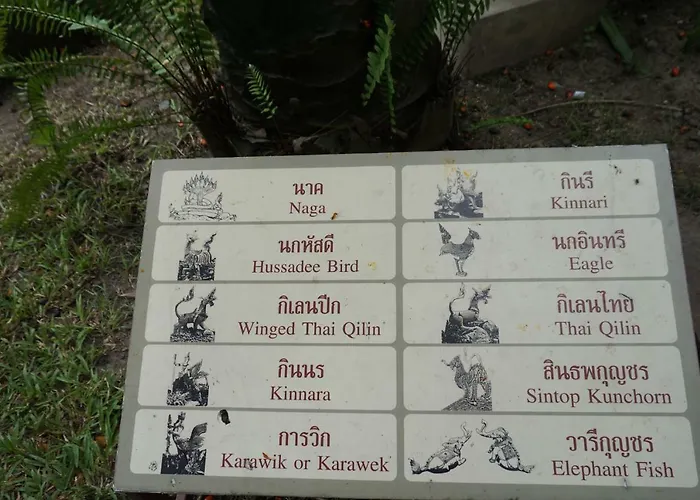 นาค
Naga
กินรี
Kinnari
นกหัสดี
Hussadee Bird
นกอินทรี
Eagle
กิเลนปีก
Winged Thai Qilin
กิเลนไทย
Thai Qilin
กินนร
Kinnara
สินธพกุญชร
Sintop Kunchorn
การวิก
Karawik or Karawek
วารีกุญชร
Elephant Fish